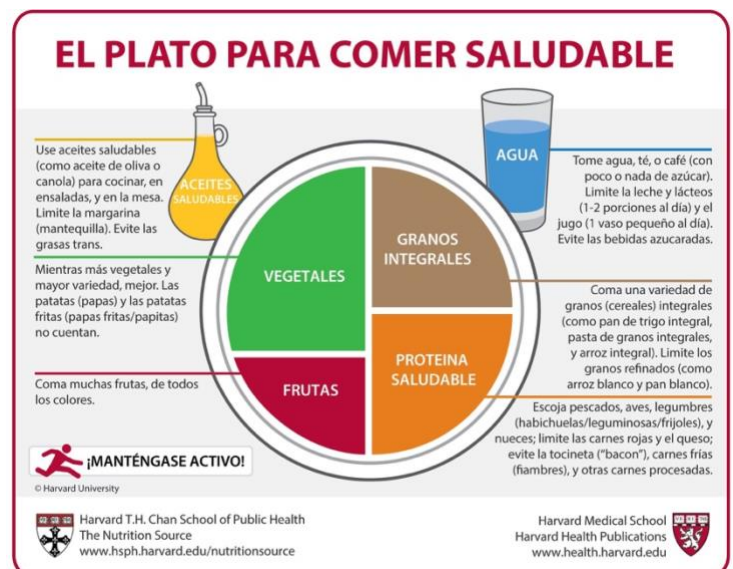 EL PLATO PARA COMER SALUDABLE
Use aceites saludables
(como aceite de oliva o
canola) para cocinar, en
ensaladas, y en la mesa.
Limite la margarina
(mantequilla). Evite las
grasas trans.
ACEITES
SALUDABLES
AGUA
Tome agua, té, o café (con
poco o nada de azúcar).
Limite la leche y lácteos
(1-2 porciones al día) y el
jugo (1 vaso pequeño al día).
Evite las bebidas azucaradas.
Mientras más vegetales y
mayor variedad, mejor. Las
patatas (papas) y las patatas
fritas (papas fritas/papitas)
no cuentan.
VEGETALES
GRANOS
INTEGRALES
Coma una variedad de
granos (cereales) integrales
(como pan de trigo integral,
pasta de granos integrales,
y arroz integral). Limite los
granos refinados (como
arroz blanco y pan blanco).
Coma muchas frutas, de todos
los colores.
FRUTAS
PROTEINA
SALUDABLE
Escoja pescados, aves, legumbres
(habichuelas/leguminosas/frijoles), y
nueces; limite las carnes rojas y el queso;
evite la tocineta ("bacon"), carnes frías
(fiambres), y otras carnes procesadas.
¡MANTÉNGASE ACTIVO!
© Harvard University
Harvard T.H. Chan School of Public Health
The Nutrition Source
www.hsph.harvard.edu/nutritionsource
Harvard Medical School
Harvard Health Publications
www.health.harvard.edu